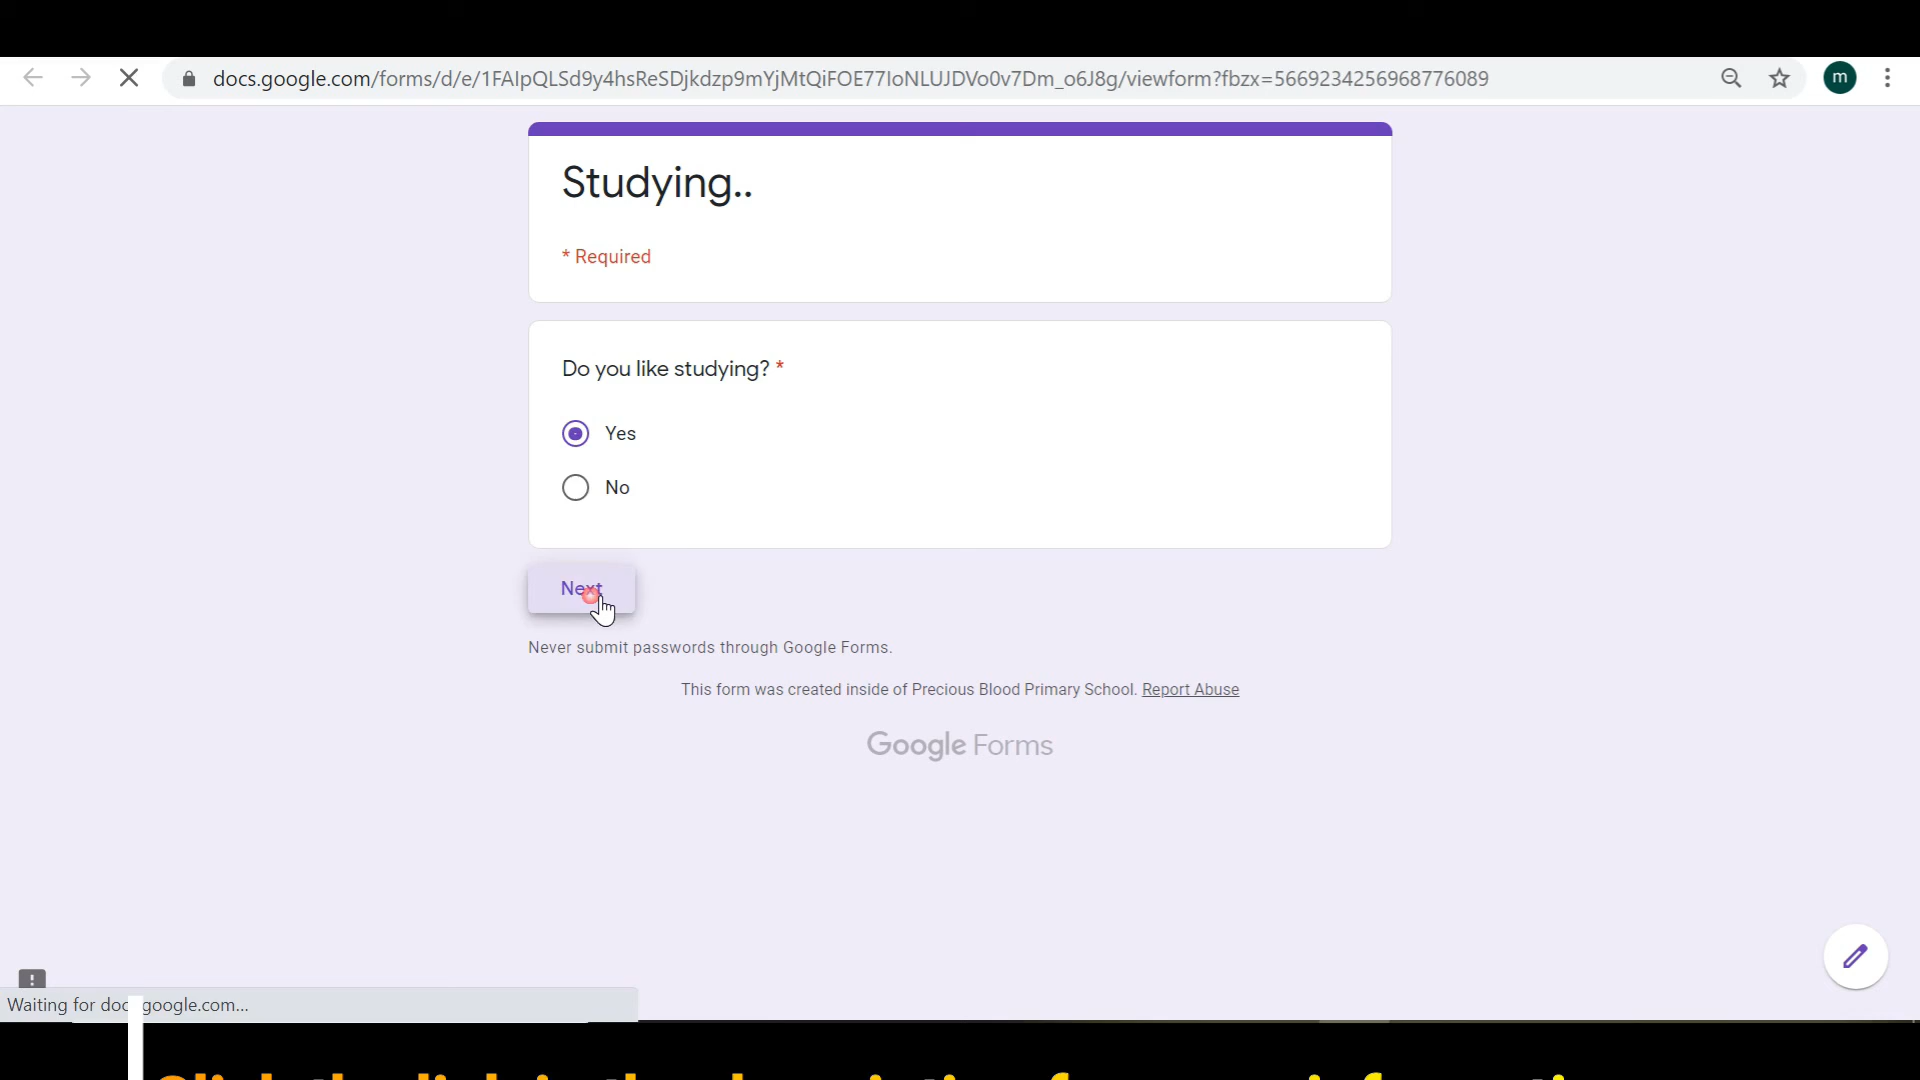 docs.google.com/forms/d/e/1FAIpQLSd9y4hsReSDjkdzp9mYjMtQiFOE77IoNLUJJDVo0v7Dm_o6J8g/viewform?fbzx=5669234256968776089
m
Studying..
* Required
Do you like studying? *
Yes
No
Next
Never submit passwords through Google Forms.
This form was created inside of Precious Blood Primary School. Report Abuse
Google Forms
Waiting for doc google.com...